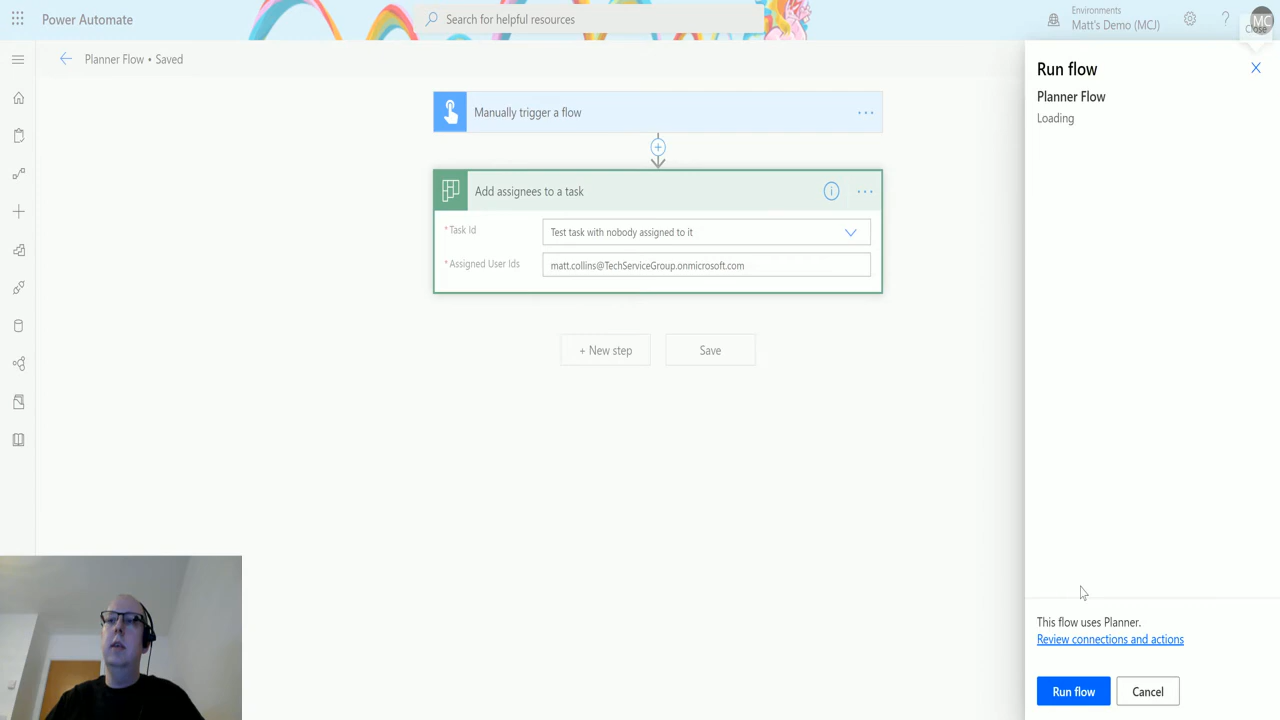 Power Automate
Search for helpful resources
Environments
Matt's Demo (MCJ)
?
MC
Close
Planner Flow • Saved
Run flow
Planner Flow
Loading
Manually trigger a flow
Add assignees to a task
* Task Id
Test task with nobody assigned to it
* Assigned User Ids
matt.collins@TechServiceGroup.onmicrosoft.com
+ New step
Save
This flow uses Planner.
Review connections and actions
Run flow
Cancel